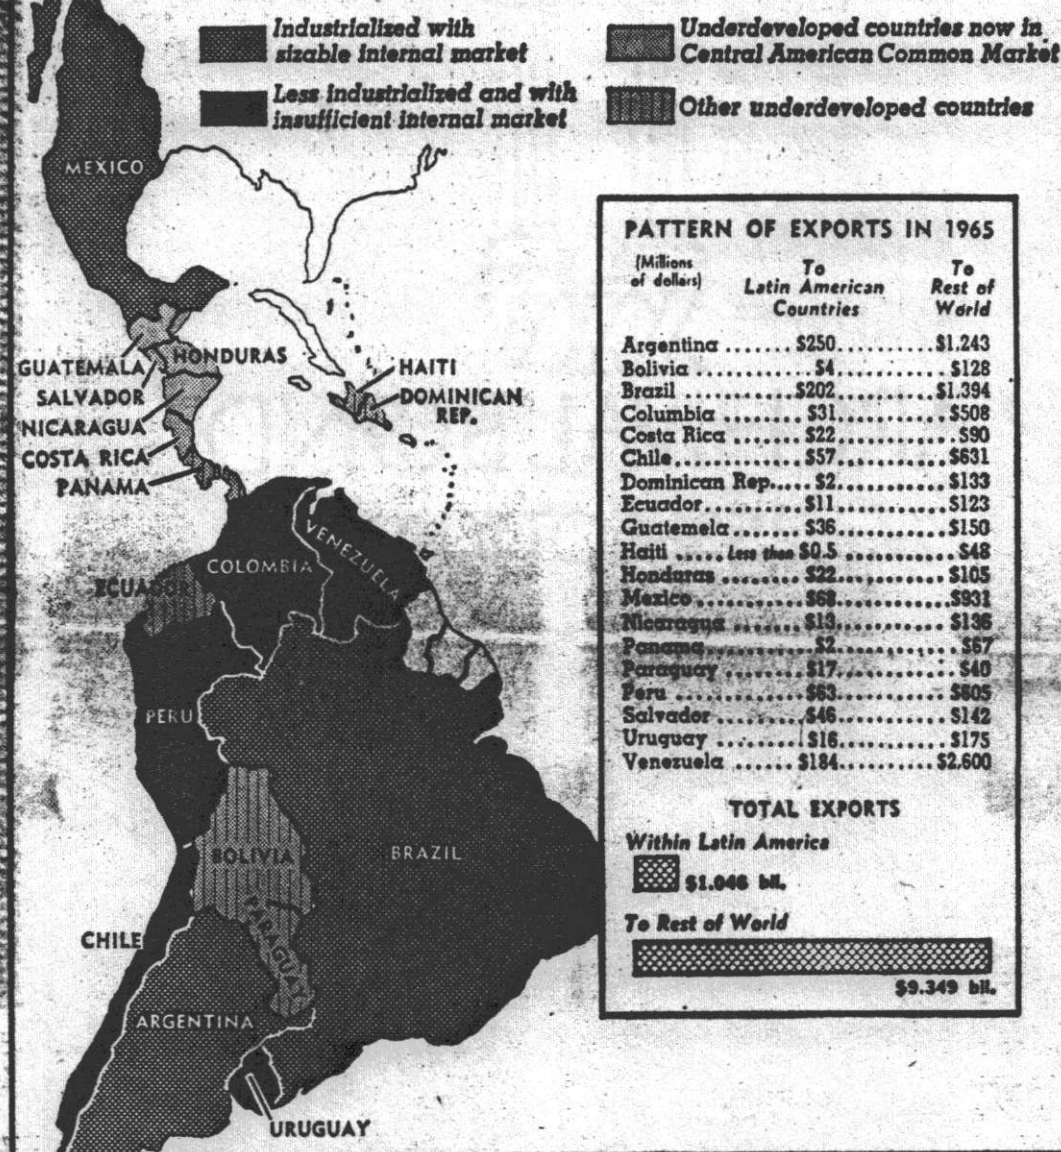 Industrialized with
sizable internal market
Less industrialized and with
insufficient internal market
Underdeveloped countries now in
Central American Common Market
Other underdeveloped countries
MEXICO
GUATEMALA
HONDURAS
SALVADOR
NICARAGUA
COSTA RICA
PANAMA
HAITI
DOMINICAN
REP.
VENEZUELA
COLOMBIA
ECUADOR
PERU
BOLIVIA
BRAZIL
PARAGUAY
CHILE
ARGENTINA
URUGUAY
PATTERN OF EXPORTS IN 1965
(Millions of dollars) To Latin American Countries To Rest of World
Argentina ....... $250.......... $1.243
Bolivia ........... $4........... $128
Brazil ........... $202.......... $1.394
Columbia ........ $31........... $508
Costa Rica ....... $22........... $90
Chile............. $57........... $631
Dominican Rep..... $2........... $133
Ecuador........... $11........... $123
Guatemela ........ $36........... $150
Haiti ..... Less than $0.5 ........... $48
Honduras ........ $22........... $105
Mexico........... $68........... $931
Nicaragua ........ $13........... $136
Panama........... $2........... $67
Paraguay ........ $17........... $40
Peru ............ $63........... $605
Salvador ......... $46........... $142
Uruguay ......... $16........... $175
Venezuela ....... $184.......... $2.600
TOTAL EXPORTS
Within Latin America
$1.046 bil.
To Rest of World
$9.349 bil.